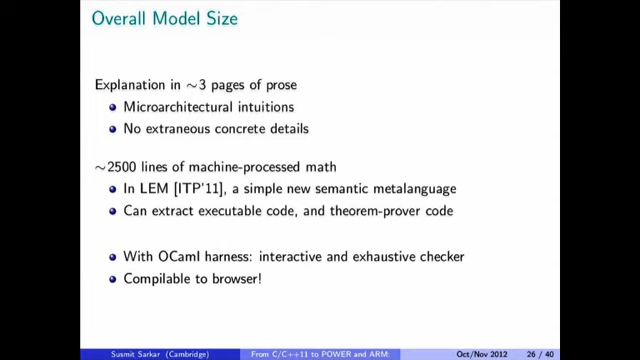 Overall Model Size
Explanation in ∼3 pages of prose
Microarchitectural intuitions
No extraneous concrete details
∼2500 lines of machine-processed math
In LEM [ITP'11], a simple new semantic metalanguage
Can extract executable code, and theorem-prover code
With OCaml harness: interactive and exhaustive checker
Compilable to browser!
Susmit Sarkar (Cambridge) From C/C++11 to POWER and ARM: Oct/Nov 2012 26 / 40